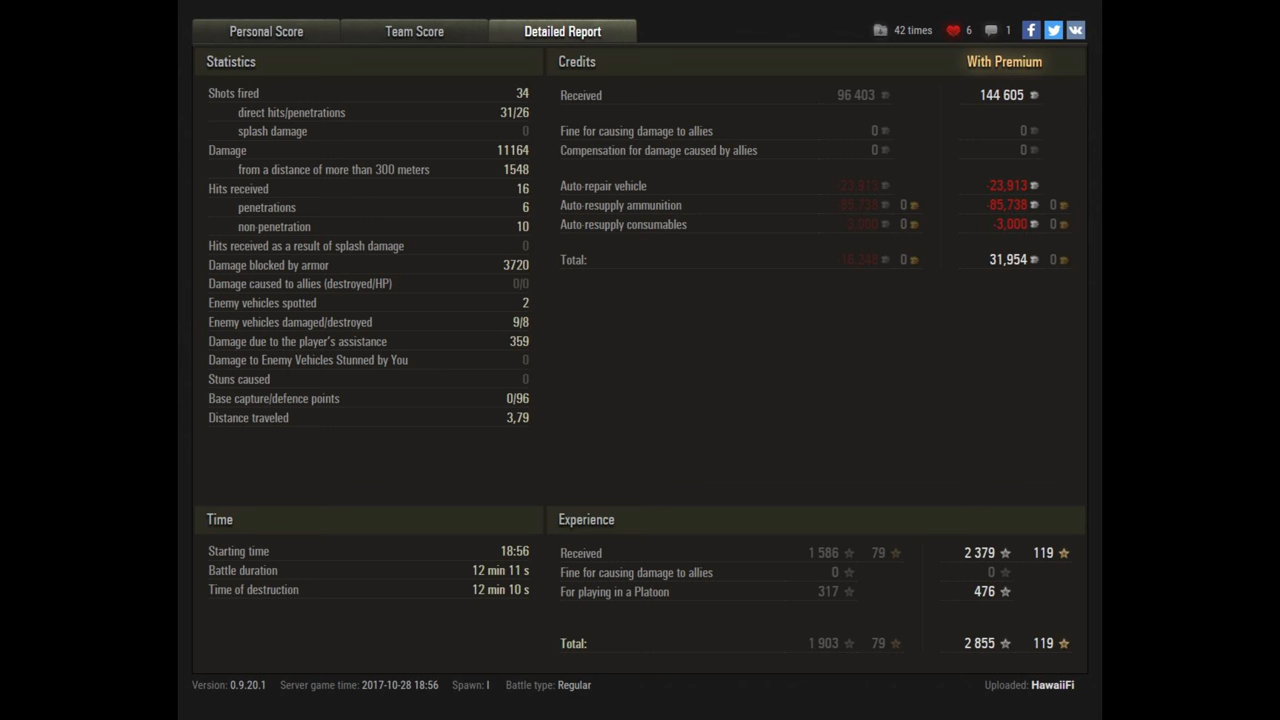 Personal Score Team Score Detailed Report 42 times 6 1
Statistics
Shots fired 34
direct hits/penetrations 31/26
splash damage 0
Damage 11164
from a distance of more than 300 meters 1548
Hits received 16
penetrations 6
non-penetration 10
Hits received as a result of splash damage 0
Damage blocked by armor 3720
Damage caused to allies (destroyed/HP) 0/0
Enemy vehicles spotted 2
Enemy vehicles damaged/destroyed 9/8
Damage due to the player's assistance 359
Damage to Enemy Vehicles Stunned by You 0
Stuns caused 0
Base capture/defence points 0/96
Distance traveled 3,79
Credits With Premium
Received 96 403 144 605
Fine for causing damage to allies 0 0
Compensation for damage caused by allies 0 0
Auto-repair vehicle -23,913 -23,913
Auto-resupply ammunition -85,738 0 -85,738 0
Auto-resupply consumables -3,000 0 -3,000 0
Total: -16,248 0 31,954 0
Time
Starting time 18:56
Battle duration 12 min 11 s
Time of destruction 12 min 10 s
Experience
Received 1 586 79 2 379 119
Fine for causing damage to allies 0 0
For playing in a Platoon 317 476
Total: 1 903 79 2 855 119
Version: 0.9.20.1 Server game time: 2017-10-28 18:56 Spawn: I Battle type: Regular Uploaded: HawaiiFi